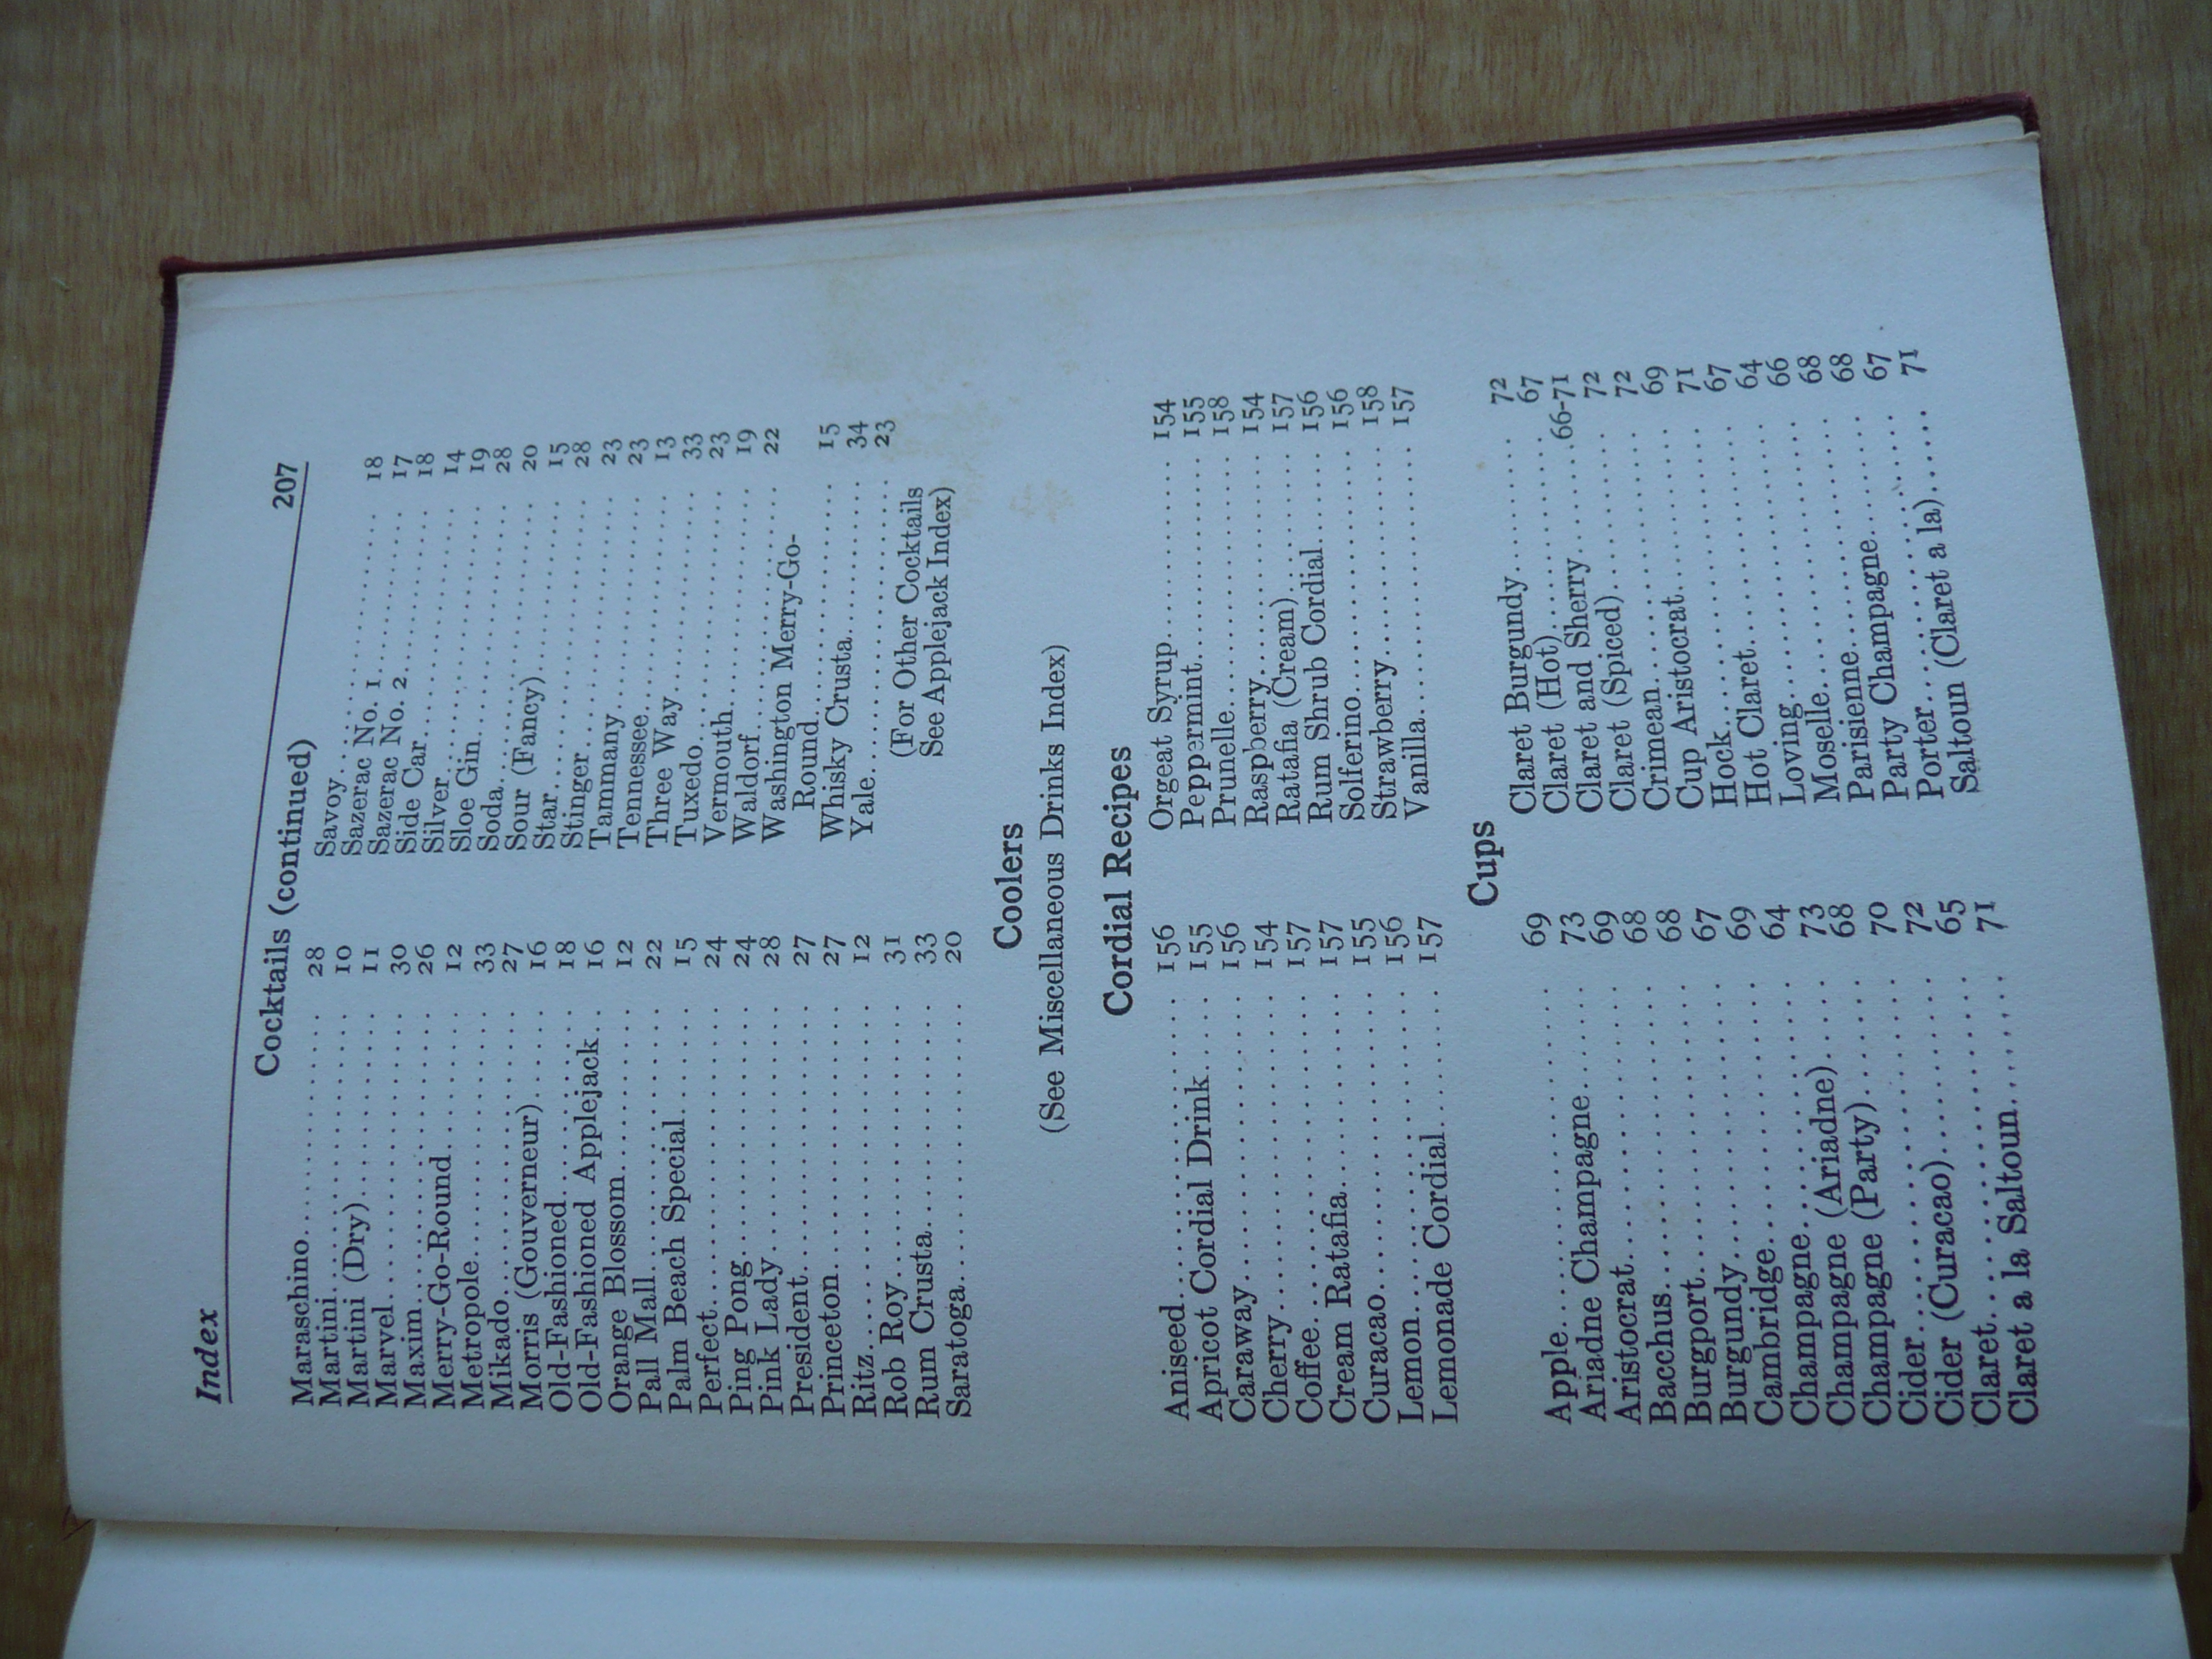 Index 207
Cocktails (continued)
Maraschino 28
Martini 10
Martini (Dry) 11
Marvel 30
Maxim 26
Merry-Go-Round 12
Metropole 33
Mikado 27
Morris (Gouverneur) 16
Old-Fashioned 18
Old-Fashioned Applejack 16
Orange Blossom 12
Pall Mall 22
Palm Beach Special 15
Perfect 24
Ping Pong 24
Pink Lady 28
President 27
Princeton 27
Ritz 12
Rob Roy 31
Rum Crusta 33
Saratoga 20
Savoy 18
Sazerac No. 1 17
Sazerac No. 2 18
Side Car 14
Silver 19
Sloe Gin 28
Soda 20
Sour (Fancy) 15
Star 28
Stinger 23
Tammany 23
Tennessee 13
Three Way 33
Tuxedo 23
Vermouth 19
Waldorf 22
Washington Merry-Go-
Round 15
Whisky Crusta 34
Yale 23
(For Other Cocktails
See Applejack Index)
Coolers
(See Miscellaneous Drinks Index)
Cordial Recipes
Aniseed 156
Apricot Cordial Drink 155
Caraway 156
Cherry 154
Coffee 157
Cream Ratafia 157
Curacao 155
Lemon 156
Lemonade Cordial 157
Orgeat Syrup 154
Peppermint 155
Prunelle 158
Raspberry 154
Ratafia (Cream) 157
Rum Shrub Cordial 156
Solferino 156
Strawberry 158
Vanilla 157
Cups
Apple 69
Ariadne Champagne 73
Aristocrat 69
Bacchus 68
Burgport 68
Burgundy 67
Cambridge 69
Champagne 64
Champagne (Ariadne) 73
Champagne (Party) 68
Cider 70
Cider (Curacao) 72
Claret 65
Claret a la Saltoun 71
Claret Burgundy 72
Claret (Hot) 67
Claret and Sherry 66-71
Claret (Spiced) 72
Crimean 72
Cup Aristocrat 69
Hock 71
Hot Claret 67
Loving 64
Moselle 66
Parisienne 68
Party Champagne 68
Porter 67
Saltoun (Claret a la) 71